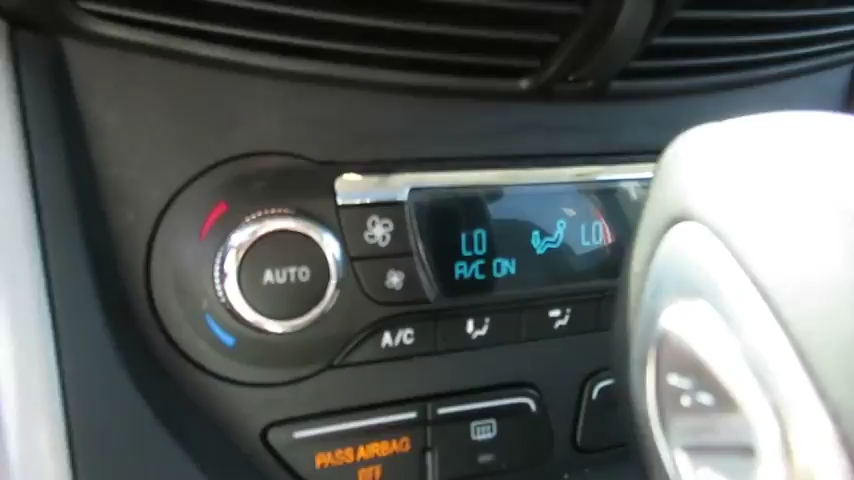 AUTO
LO LO
A/C ON
A/C
PASS AIRBAG
OFF